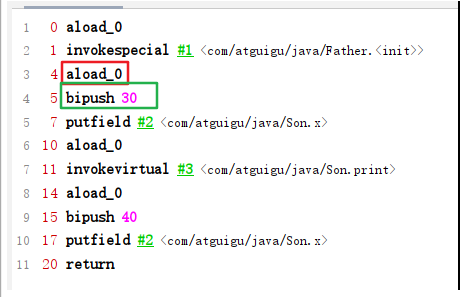 1 0 aload_0
2 1 invokespecial #1 <com/atguigu/java/Father.<init>>
3 4 aload_0
4 5 bipush 30
5 7 putfield #2 <com/atguigu/java/Son.x>
6 10 aload_0
7 11 invokevirtual #3 <com/atguigu/java/Son.print>
8 14 aload_0
9 15 bipush 40
10 17 putfield #2 <com/atguigu/java/Son.x>
11 20 return